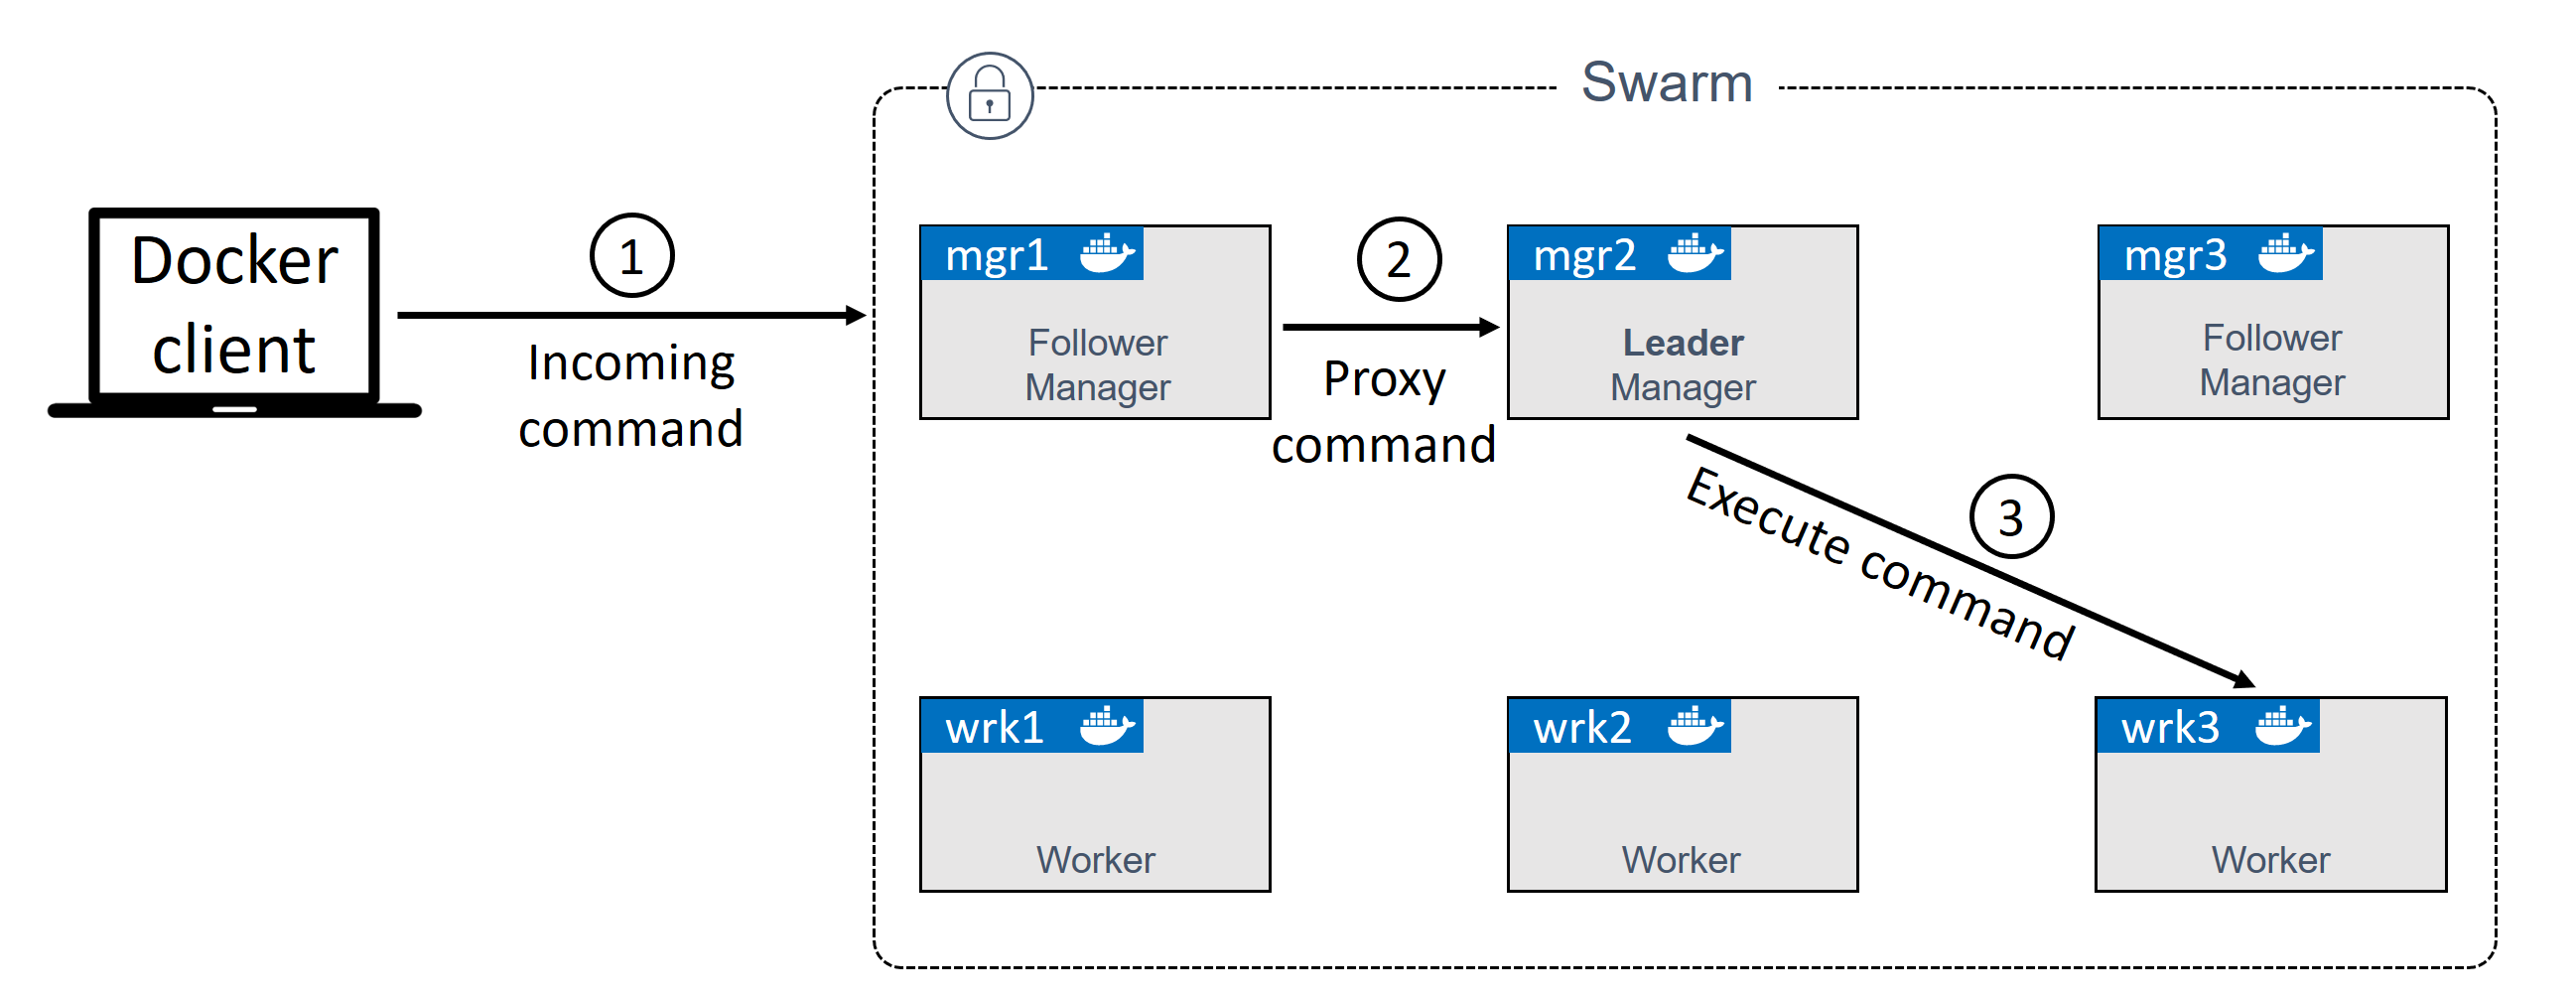 Swarm
Docker
client
1
Incoming
command
mgr1
Follower
Manager
2
Proxy
command
mgr2
Leader
Manager
mgr3
Follower
Manager
3
Execute command
wrk1
Worker
wrk2
Worker
wrk3
Worker